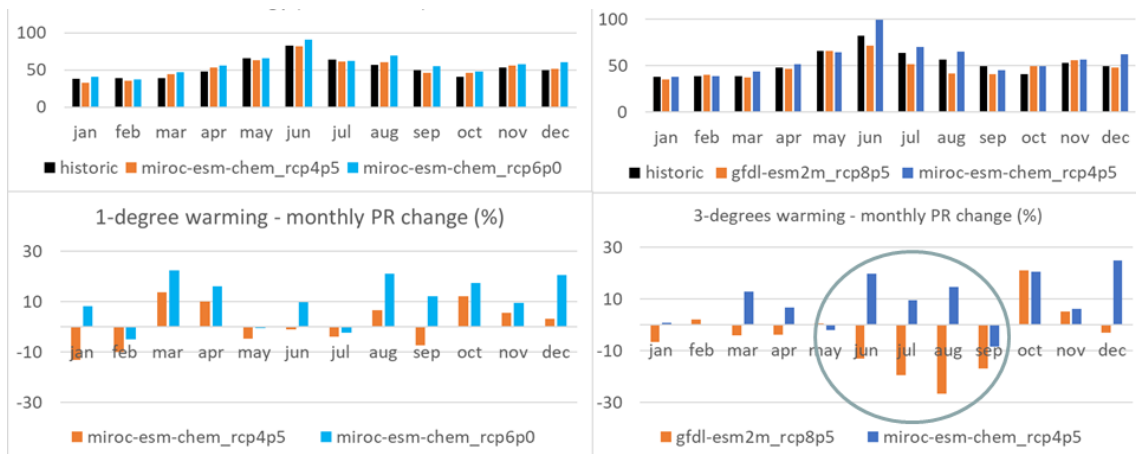 100
50
0
jan feb mar apr may jun jul aug sep oct nov dec
historic miroc-esm-chem_rcp4p5 miroc-esm-chem_rcp6p0
100
50
0
jan feb mar apr may jun jul aug sep oct nov dec
historic gfdl-esm2m_rcp8p5 miroc-esm-chem_rcp4p5
1-degree warming - monthly PR change (%)
30
10
-10
-30
jan feb mar apr may jun jul aug sep oct nov dec
miroc-esm-chem_rcp4p5 miroc-esm-chem_rcp6p0
3-degrees warming - monthly PR change (%)
30
10
-10
-30
jan feb mar apr may jun jul aug sep oct nov dec
gfdl-esm2m_rcp8p5 miroc-esm-chem_rcp4p5